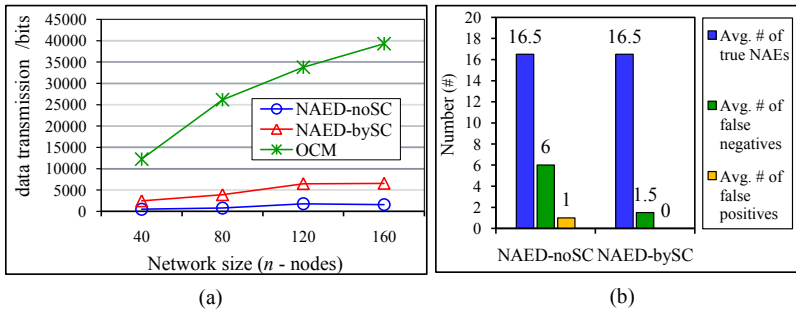 data transmission /bits
45000
40000
35000
30000
25000
20000
15000
10000
5000
0
40
80
120
160
Network size (n - nodes)
NAED-noSC
NAED-bySC
OCM
(a)
Number (#)
18
16
14
12
10
8
6
4
2
0
16.5
6
1
16.5
1.5
0
NAED-noSC
NAED-bySC
Avg. # of
true NAEs
Avg. # of
false
negatives
Avg. # of
false
positives
(b)